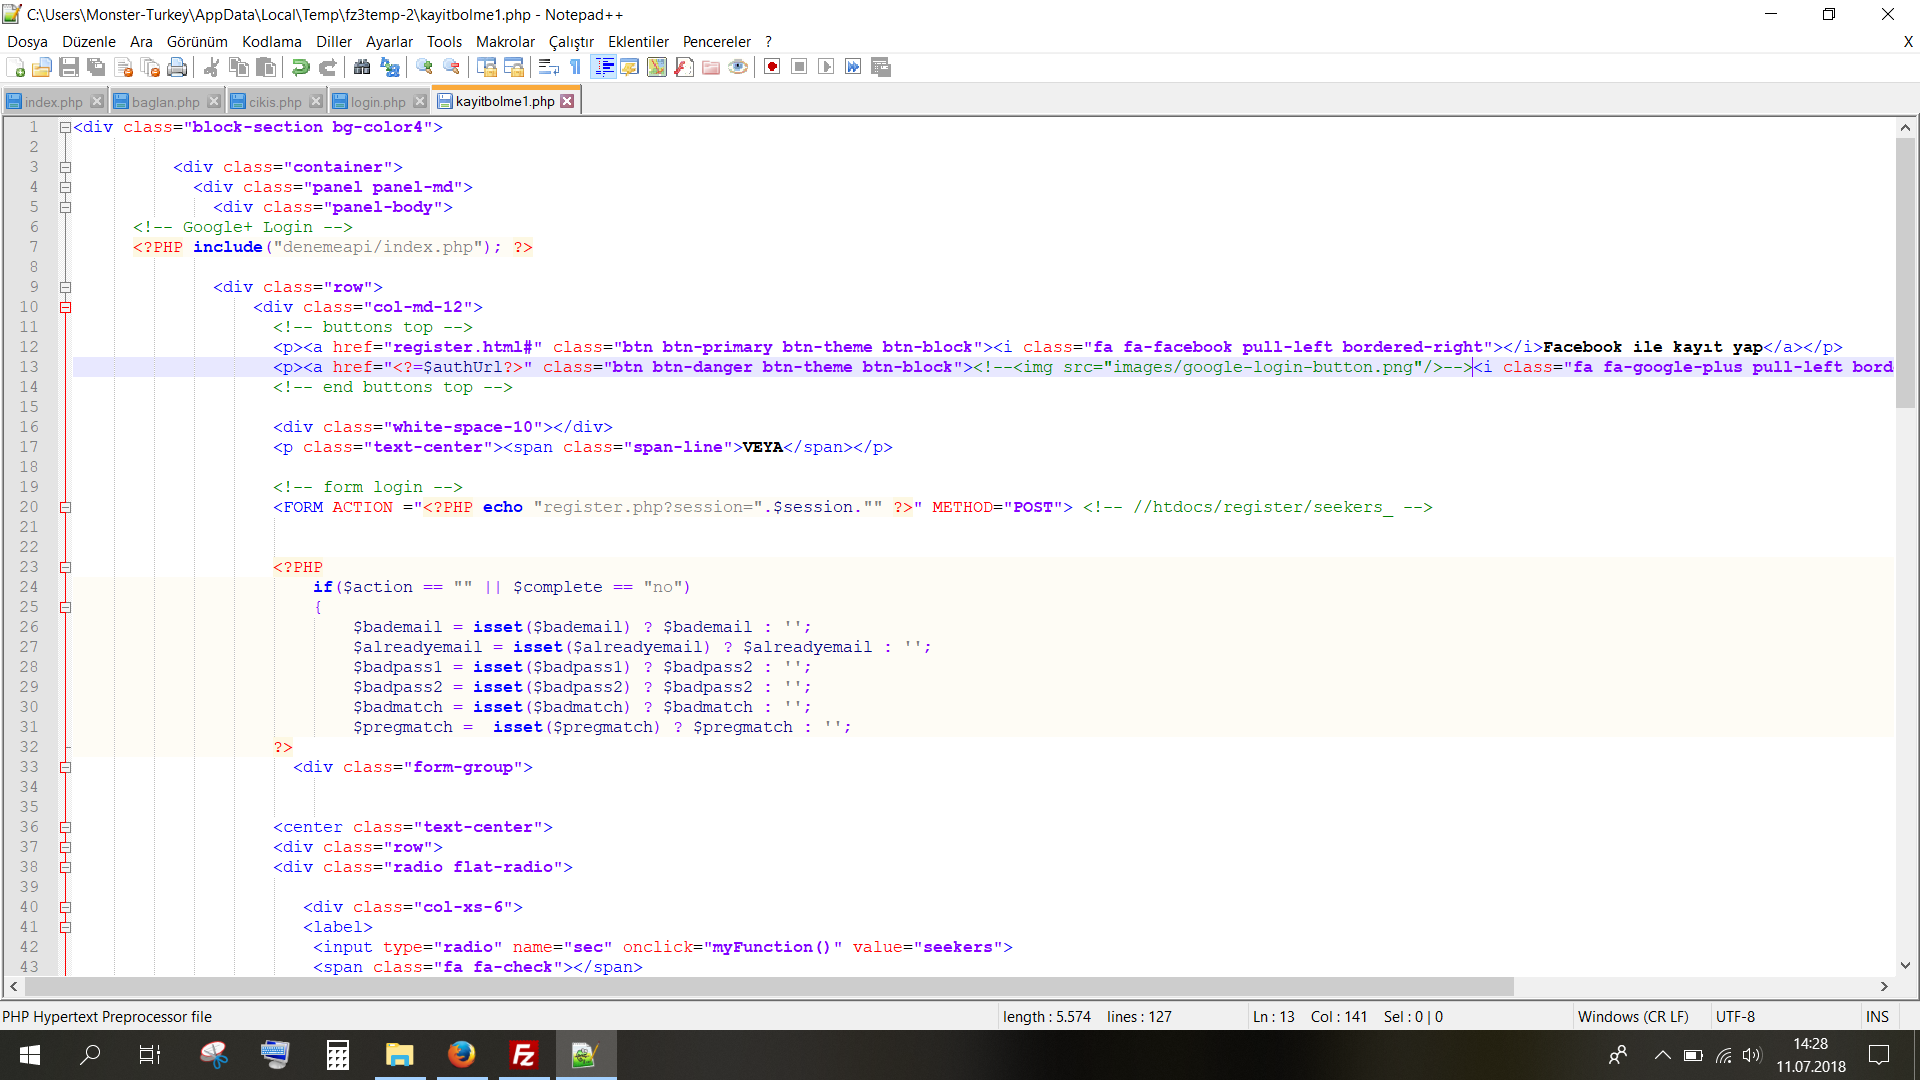 C:\Users\Monster-Turkey\AppData\Local\Temp\fz3temp-2\kayitbolme1.php - Notepad++
Dosya Düzenle Ara Görünüm Kodlama Diller Ayarlar Tools Makrolar Çalıştır Eklentiler Pencereler ? X
index.php baglan.php cikis.php login.php kayitbolme1.php
1 <div class="block-section bg-color4">
2
3 <div class="container">
4 <div class="panel panel-md">
5 <div class="panel-body">
6 <!-- Google+ Login -->
7 <?PHP include("denemeapi/index.php"); ?>
8
9 <div class="row">
10 <div class="col-md-12">
11 <!-- buttons top -->
12 <p><a href="register.html#" class="btn btn-primary btn-theme btn-block"><i class="fa fa-facebook pull-left bordered-right"></i>Facebook ile kayıt yap</a></p>
13 <p><a href="<?=$authUrl?>" class="btn btn-danger btn-theme btn-block"><!--<img src="images/google-login-button.png"/>--><i class="fa fa-google-plus pull-left bord
14 <!-- end buttons top -->
15
16 <div class="white-space-10"></div>
17 <p class="text-center"><span class="span-line">VEYA</span></p>
18
19 <!-- form login -->
20 <FORM ACTION ="<?PHP echo "register.php?session=".$session."" ?>" METHOD="POST"> <!-- //htdocs/register/seekers_ -->
21
22
23 <?PHP
24 if($action == "" || $complete == "no")
25 {
26 $bademail = isset($bademail) ? $bademail : '';
27 $alreadyemail = isset($alreadyemail) ? $alreadyemail : '';
28 $badpass1 = isset($badpass1) ? $badpass2 : '';
29 $badpass2 = isset($badpass2) ? $badpass2 : '';
30 $badmatch = isset($badmatch) ? $badmatch : '';
31 $pregmatch =  isset($pregmatch) ? $pregmatch : '';
32 ?>
33 <div class="form-group">
34
35
36 <center class="text-center">
37 <div class="row">
38 <div class="radio flat-radio">
39
40 <div class="col-xs-6">
41 <label>
42 <input type="radio" name="sec" onclick="myFunction()" value="seekers">
43 <span class="fa fa-check"></span>
PHP Hypertext Preprocessor file length : 5.574 lines : 127 Ln : 13 Col : 141 Sel : 0 | 0 Windows (CR LF) UTF-8 INS
14:28
11.07.2018